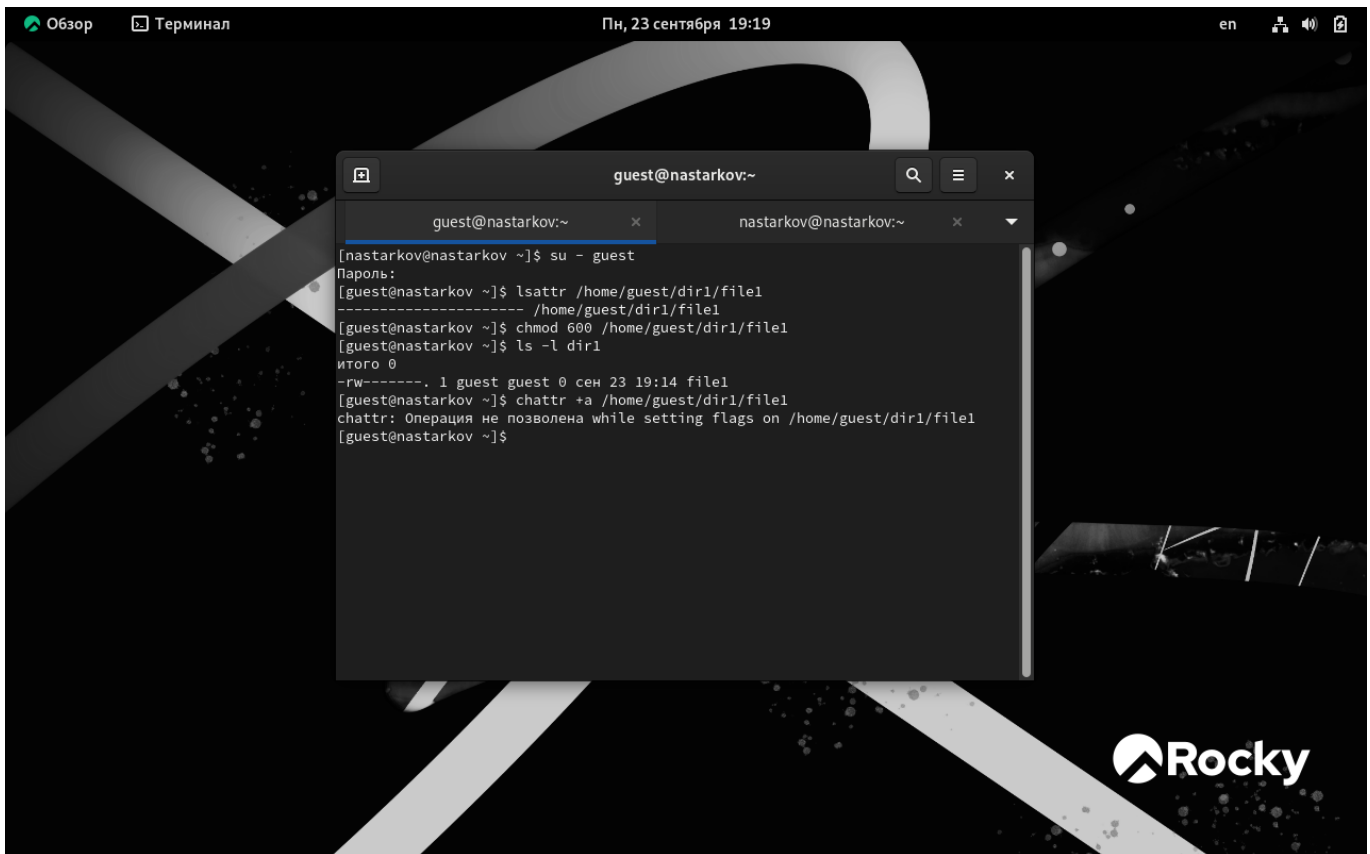 Обзор Терминал Пн, 23 сентября 19:19 en
guest@nastarkov:~
guest@nastarkov:~ nastarkov@nastarkov:~
[nastarkov@nastarkov ~]$ su - guest
Пароль:
[guest@nastarkov ~]$ lsattr /home/guest/dir1/file1
---------------------- /home/guest/dir1/file1
[guest@nastarkov ~]$ chmod 600 /home/guest/dir1/file1
[guest@nastarkov ~]$ ls -l dir1
итого 0
-rw-------. 1 guest guest 0 сен 23 19:14 file1
[guest@nastarkov ~]$ chattr +a /home/guest/dir1/file1
chattr: Операция не позволена while setting flags on /home/guest/dir1/file1
[guest@nastarkov ~]$
Rocky